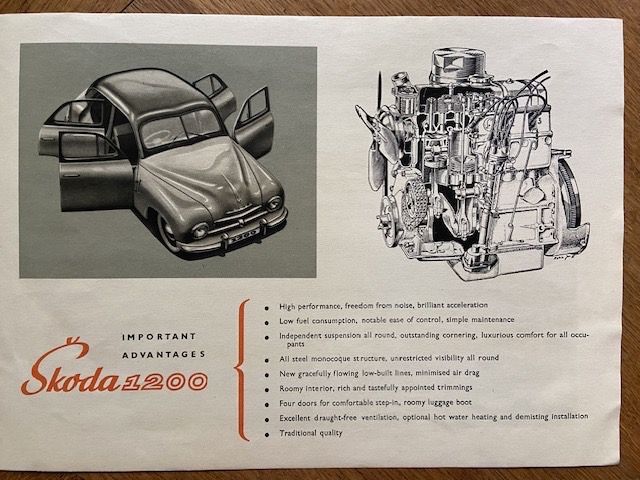 1200
IMPORTANT
ADVANTAGES
Škoda 1200
High performance, freedom from noise, brilliant acceleration
Low fuel consumption, notable ease of control, simple maintenance
Independent suspension all round, outstanding cornering, luxurious comfort for all occu-
pants
All steel monocoque structure, unrestricted visibility all round
New gracefully flowing low-built lines, minimised air drag
Roomy interior, rich and tastefully appointed trimmings
Four doors for comfortable step-in, roomy luggage boot
Excellent draught-free ventilation, optional hot water heating and demisting installation
Traditional quality